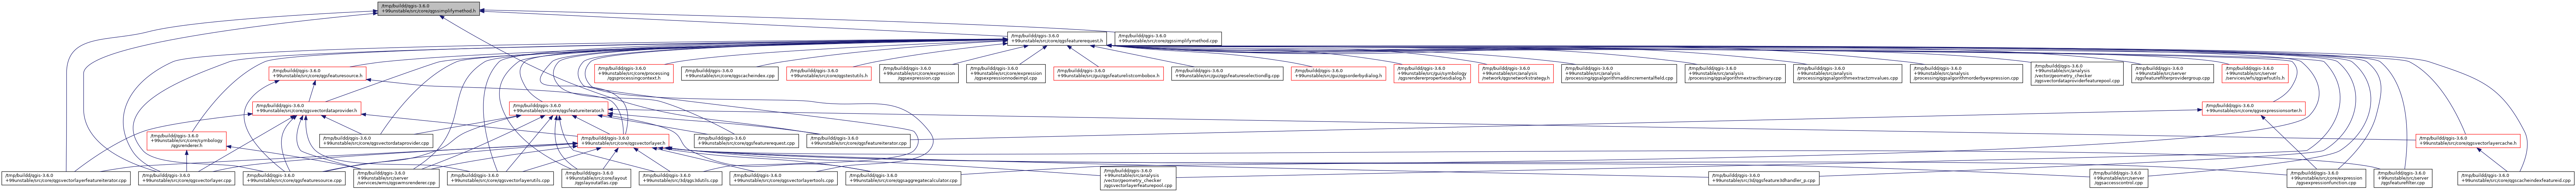 /tmp/buildd/qgis-3.6.0
+99unstable/src/core/qgssimplifymethod.h
/tmp/buildd/qgis-3.6.0
+99unstable/src/core/qgsfeaturerequest.h
/tmp/buildd/qgis-3.6.0
+99unstable/src/core/qgssimplifymethod.cpp
/tmp/buildd/qgis-3.6.0
+99unstable/src/core/qgsfeaturesource.h
/tmp/buildd/qgis-3.6.0
+99unstable/src/core/processing
/qgsprocessingcontext.h
/tmp/buildd/qgis-3.6.0
+99unstable/src/core/qgscacheindex.cpp
/tmp/buildd/qgis-3.6.0
+99unstable/src/core/qgstestutils.h
/tmp/buildd/qgis-3.6.0
+99unstable/src/core/expression
/qgsexpression.cpp
/tmp/buildd/qgis-3.6.0
+99unstable/src/core/expression
/qgsexpressionnodeimpl.cpp
/tmp/buildd/qgis-3.6.0
+99unstable/src/gui/qgsfeaturelistcombobox.h
/tmp/buildd/qgis-3.6.0
+99unstable/src/gui/qgsfeatureselectiondlg.cpp
/tmp/buildd/qgis-3.6.0
+99unstable/src/gui/qgsorderbydialog.h
/tmp/buildd/qgis-3.6.0
+99unstable/src/gui/symbology
/qgsrendererpropertiesdialog.h
/tmp/buildd/qgis-3.6.0
+99unstable/src/analysis
/network/qgsnetworkstrategy.h
/tmp/buildd/qgis-3.6.0
+99unstable/src/analysis
/processing/qgsalgorithmaddincrementalfield.cpp
/tmp/buildd/qgis-3.6.0
+99unstable/src/analysis
/processing/qgsalgorithmextractbinary.cpp
/tmp/buildd/qgis-3.6.0
+99unstable/src/analysis
/processing/qgsalgorithmextractzmvalues.cpp
/tmp/buildd/qgis-3.6.0
+99unstable/src/analysis
/processing/qgsalgorithmorderbyexpression.cpp
/tmp/buildd/qgis-3.6.0
+99unstable/src/analysis
/vector/geometry_checker
/qgsvectordataproviderfeaturepool.cpp
/tmp/buildd/qgis-3.6.0
+99unstable/src/server
/qgsfeaturefilterprovidergroup.cpp
/tmp/buildd/qgis-3.6.0
+99unstable/src/server
/services/wfs/qgswfsutils.h
/tmp/buildd/qgis-3.6.0
+99unstable/src/core/qgsvectordataprovider.h
/tmp/buildd/qgis-3.6.0
+99unstable/src/core/qgsfeatureiterator.h
/tmp/buildd/qgis-3.6.0
+99unstable/src/core/qgsexpressionsorter.h
/tmp/buildd/qgis-3.6.0
+99unstable/src/core/symbology
/qgsrenderer.h
/tmp/buildd/qgis-3.6.0
+99unstable/src/core/qgsvectordataprovider.cpp
/tmp/buildd/qgis-3.6.0
+99unstable/src/core/qgsvectorlayer.h
/tmp/buildd/qgis-3.6.0
+99unstable/src/core/qgsfeaturerequest.cpp
/tmp/buildd/qgis-3.6.0
+99unstable/src/core/qgsfeatureiterator.cpp
/tmp/buildd/qgis-3.6.0
+99unstable/src/core/qgsvectorlayercache.h
/tmp/buildd/qgis-3.6.0
+99unstable/src/core/qgsvectorlayerfeatureiterator.cpp
/tmp/buildd/qgis-3.6.0
+99unstable/src/core/qgsvectorlayer.cpp
/tmp/buildd/qgis-3.6.0
+99unstable/src/core/qgsfeaturesource.cpp
/tmp/buildd/qgis-3.6.0
+99unstable/src/server
/services/wms/qgswmsrenderer.cpp
/tmp/buildd/qgis-3.6.0
+99unstable/src/core/qgsvectorlayerutils.cpp
/tmp/buildd/qgis-3.6.0
+99unstable/src/core/layout
/qgslayoutatlas.cpp
/tmp/buildd/qgis-3.6.0
+99unstable/src/3d/qgs3dutils.cpp
/tmp/buildd/qgis-3.6.0
+99unstable/src/core/qgsvectorlayertools.cpp
/tmp/buildd/qgis-3.6.0
+99unstable/src/core/qgsaggregatecalculator.cpp
/tmp/buildd/qgis-3.6.0
+99unstable/src/analysis
/vector/geometry_checker
/qgsvectorlayerfeaturepool.cpp
/tmp/buildd/qgis-3.6.0
+99unstable/src/3d/qgsfeature3dhandler_p.cpp
/tmp/buildd/qgis-3.6.0
+99unstable/src/server
/qgsaccesscontrol.cpp
/tmp/buildd/qgis-3.6.0
+99unstable/src/core/expression
/qgsexpressionfunction.cpp
/tmp/buildd/qgis-3.6.0
+99unstable/src/server
/qgsfeaturefilter.cpp
/tmp/buildd/qgis-3.6.0
+99unstable/src/core/qgscacheindexfeatureid.cpp